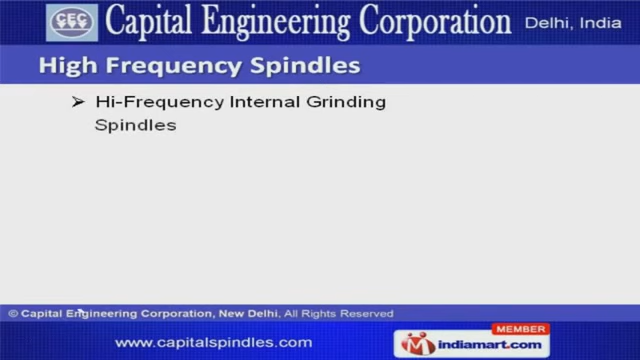 CEC
Capital Engineering Corporation Delhi, India
High Frequency Spindles
➢ Hi-Frequency Internal Grinding
Spindles
© Capital Engineering Corporation, New Delhi, All Rights Reserved
MEMBER
www.capitalspindles.com
M indiamart.com